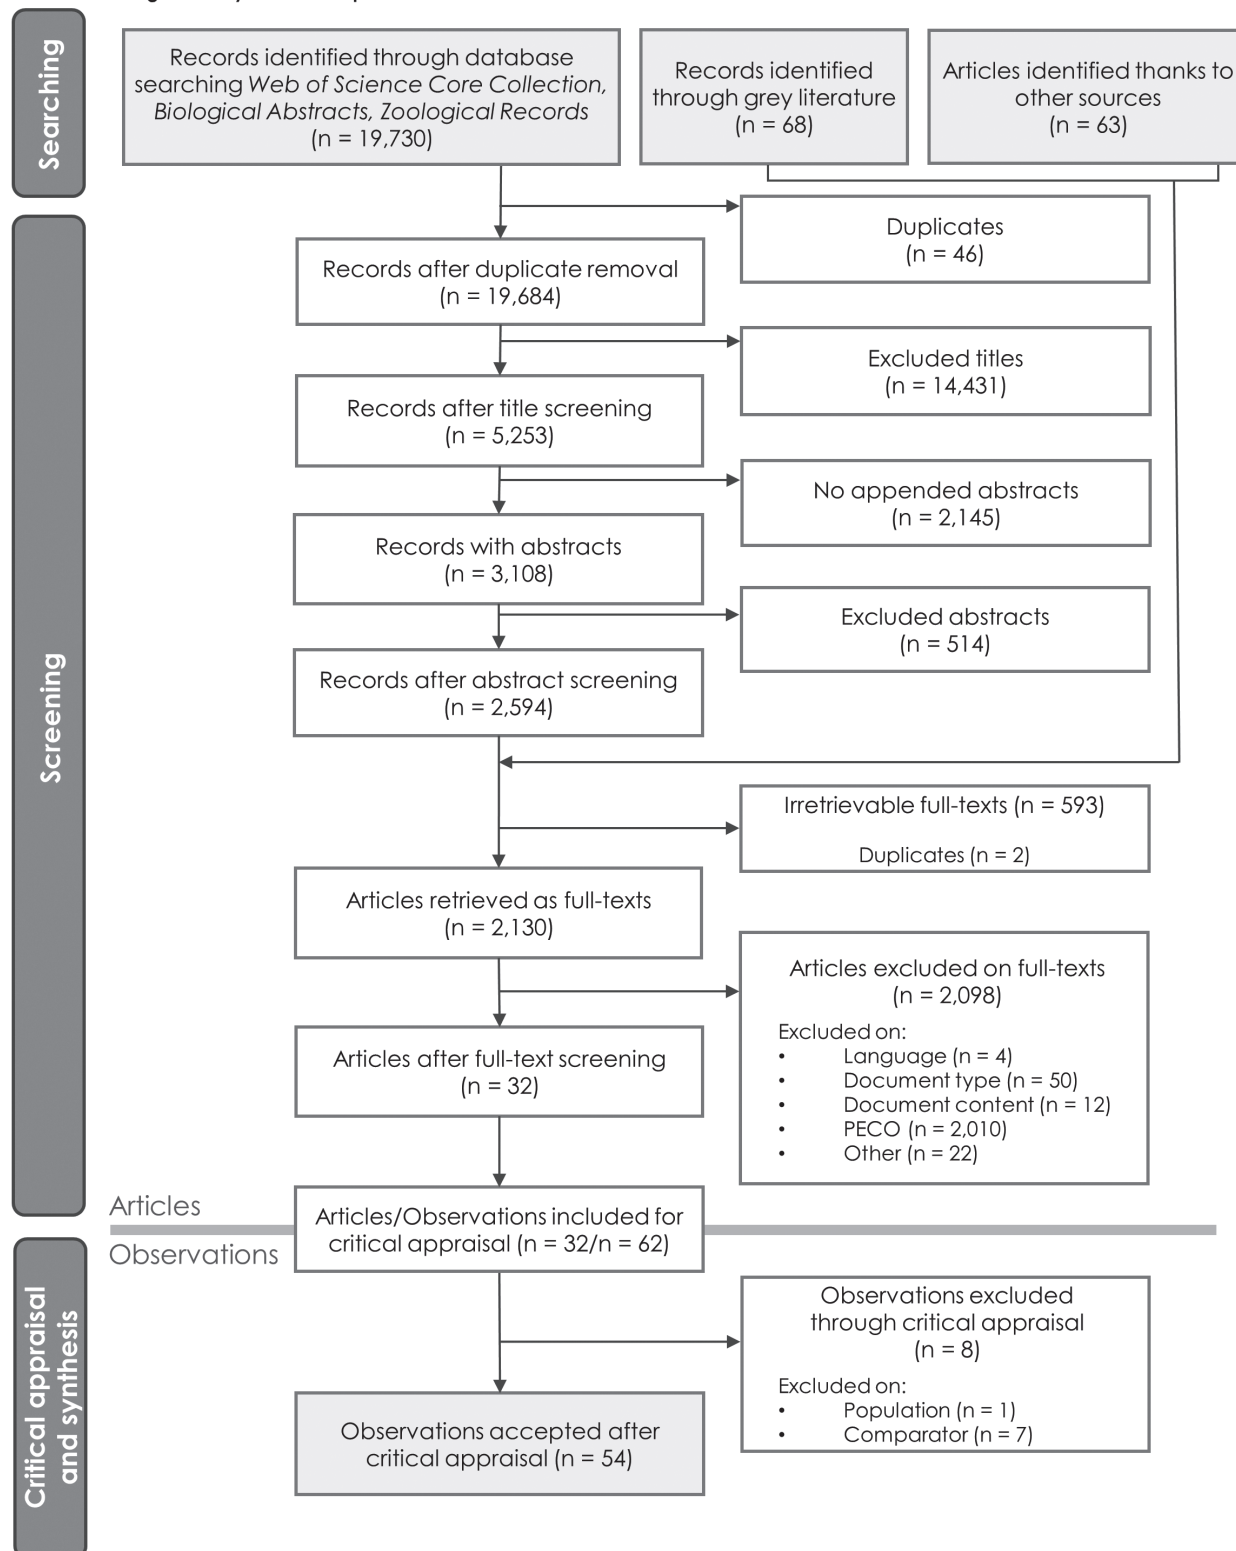 Searching
Records identified through database
searching Web of Science Core Collection,
Biological Abstracts, Zoological Records
(n = 19,730)
Records identified
through grey literature
(n = 68)
Articles identified thanks to
other sources
(n = 63)
Screening
Duplicates
(n = 46)
Records after duplicate removal
(n = 19,684)
Excluded titles
(n = 14,431)
Records after title screening
(n = 5,253)
No appended abstracts
(n = 2,145)
Records with abstracts
(n = 3,108)
Excluded abstracts
(n = 514)
Records after abstract screening
(n = 2,594)
Irretrievable full-texts (n = 593)
Duplicates (n = 2)
Articles retrieved as full-texts
(n = 2,130)
Articles excluded on full-texts
(n = 2,098)
Excluded on:
• Language (n = 4)
• Document type (n = 50)
• Document content (n = 12)
• PECO (n = 2,010)
• Other (n = 22)
Articles after full-text screening
(n = 32)
Articles
Observations
Articles/Observations included for
critical appraisal (n = 32/n = 62)
Critical appraisal
and synthesis
Observations excluded
through critical appraisal
(n = 8)
Excluded on:
• Population (n = 1)
• Comparator (n = 7)
Observations accepted after
critical appraisal (n = 54)